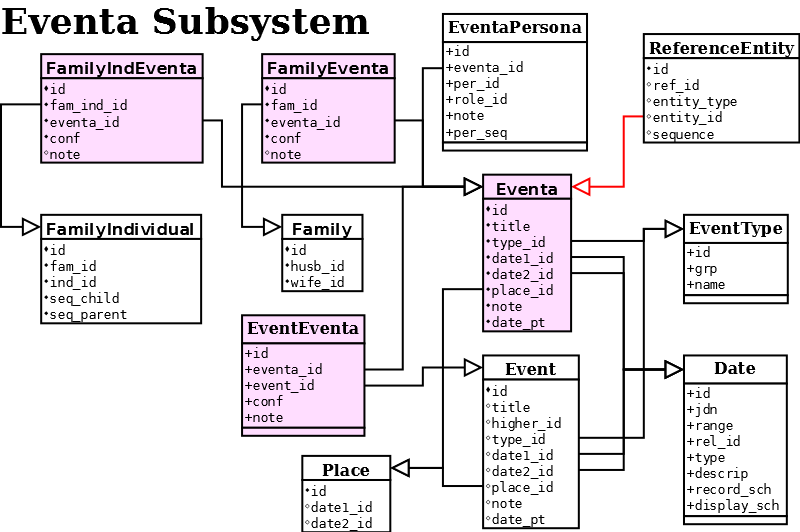 Eventa Subsystem
FamilyIndEventa
id
fam_ind_id
eventa_id
conf
note
FamilyEventa
id
fam_id
eventa_id
conf
note
EventaPersona
+id
+eventa_id
+per_id
+role_id
+note
+per_seq
ReferenceEntity
id
ref_id
entity_type
entity_id
sequence
FamilyIndividual
id
fam_id
ind_id
seq_child
seq_parent
Family
id
husb_id
wife_id
Eventa
id
title
type_id
date1_id
date2_id
place_id
note
date_pt
EventType
+id
+grp
+name
EventEventa
+id
+eventa_id
+event_id
+conf
+note
Event
id
title
higher_id
type_id
date1_id
date2_id
place_id
note
date_pt
Date
+id
+jdn
+range
+rel_id
+type
+descrip
+record_sch
+display_sch
Place
id
date1_id
date2_id